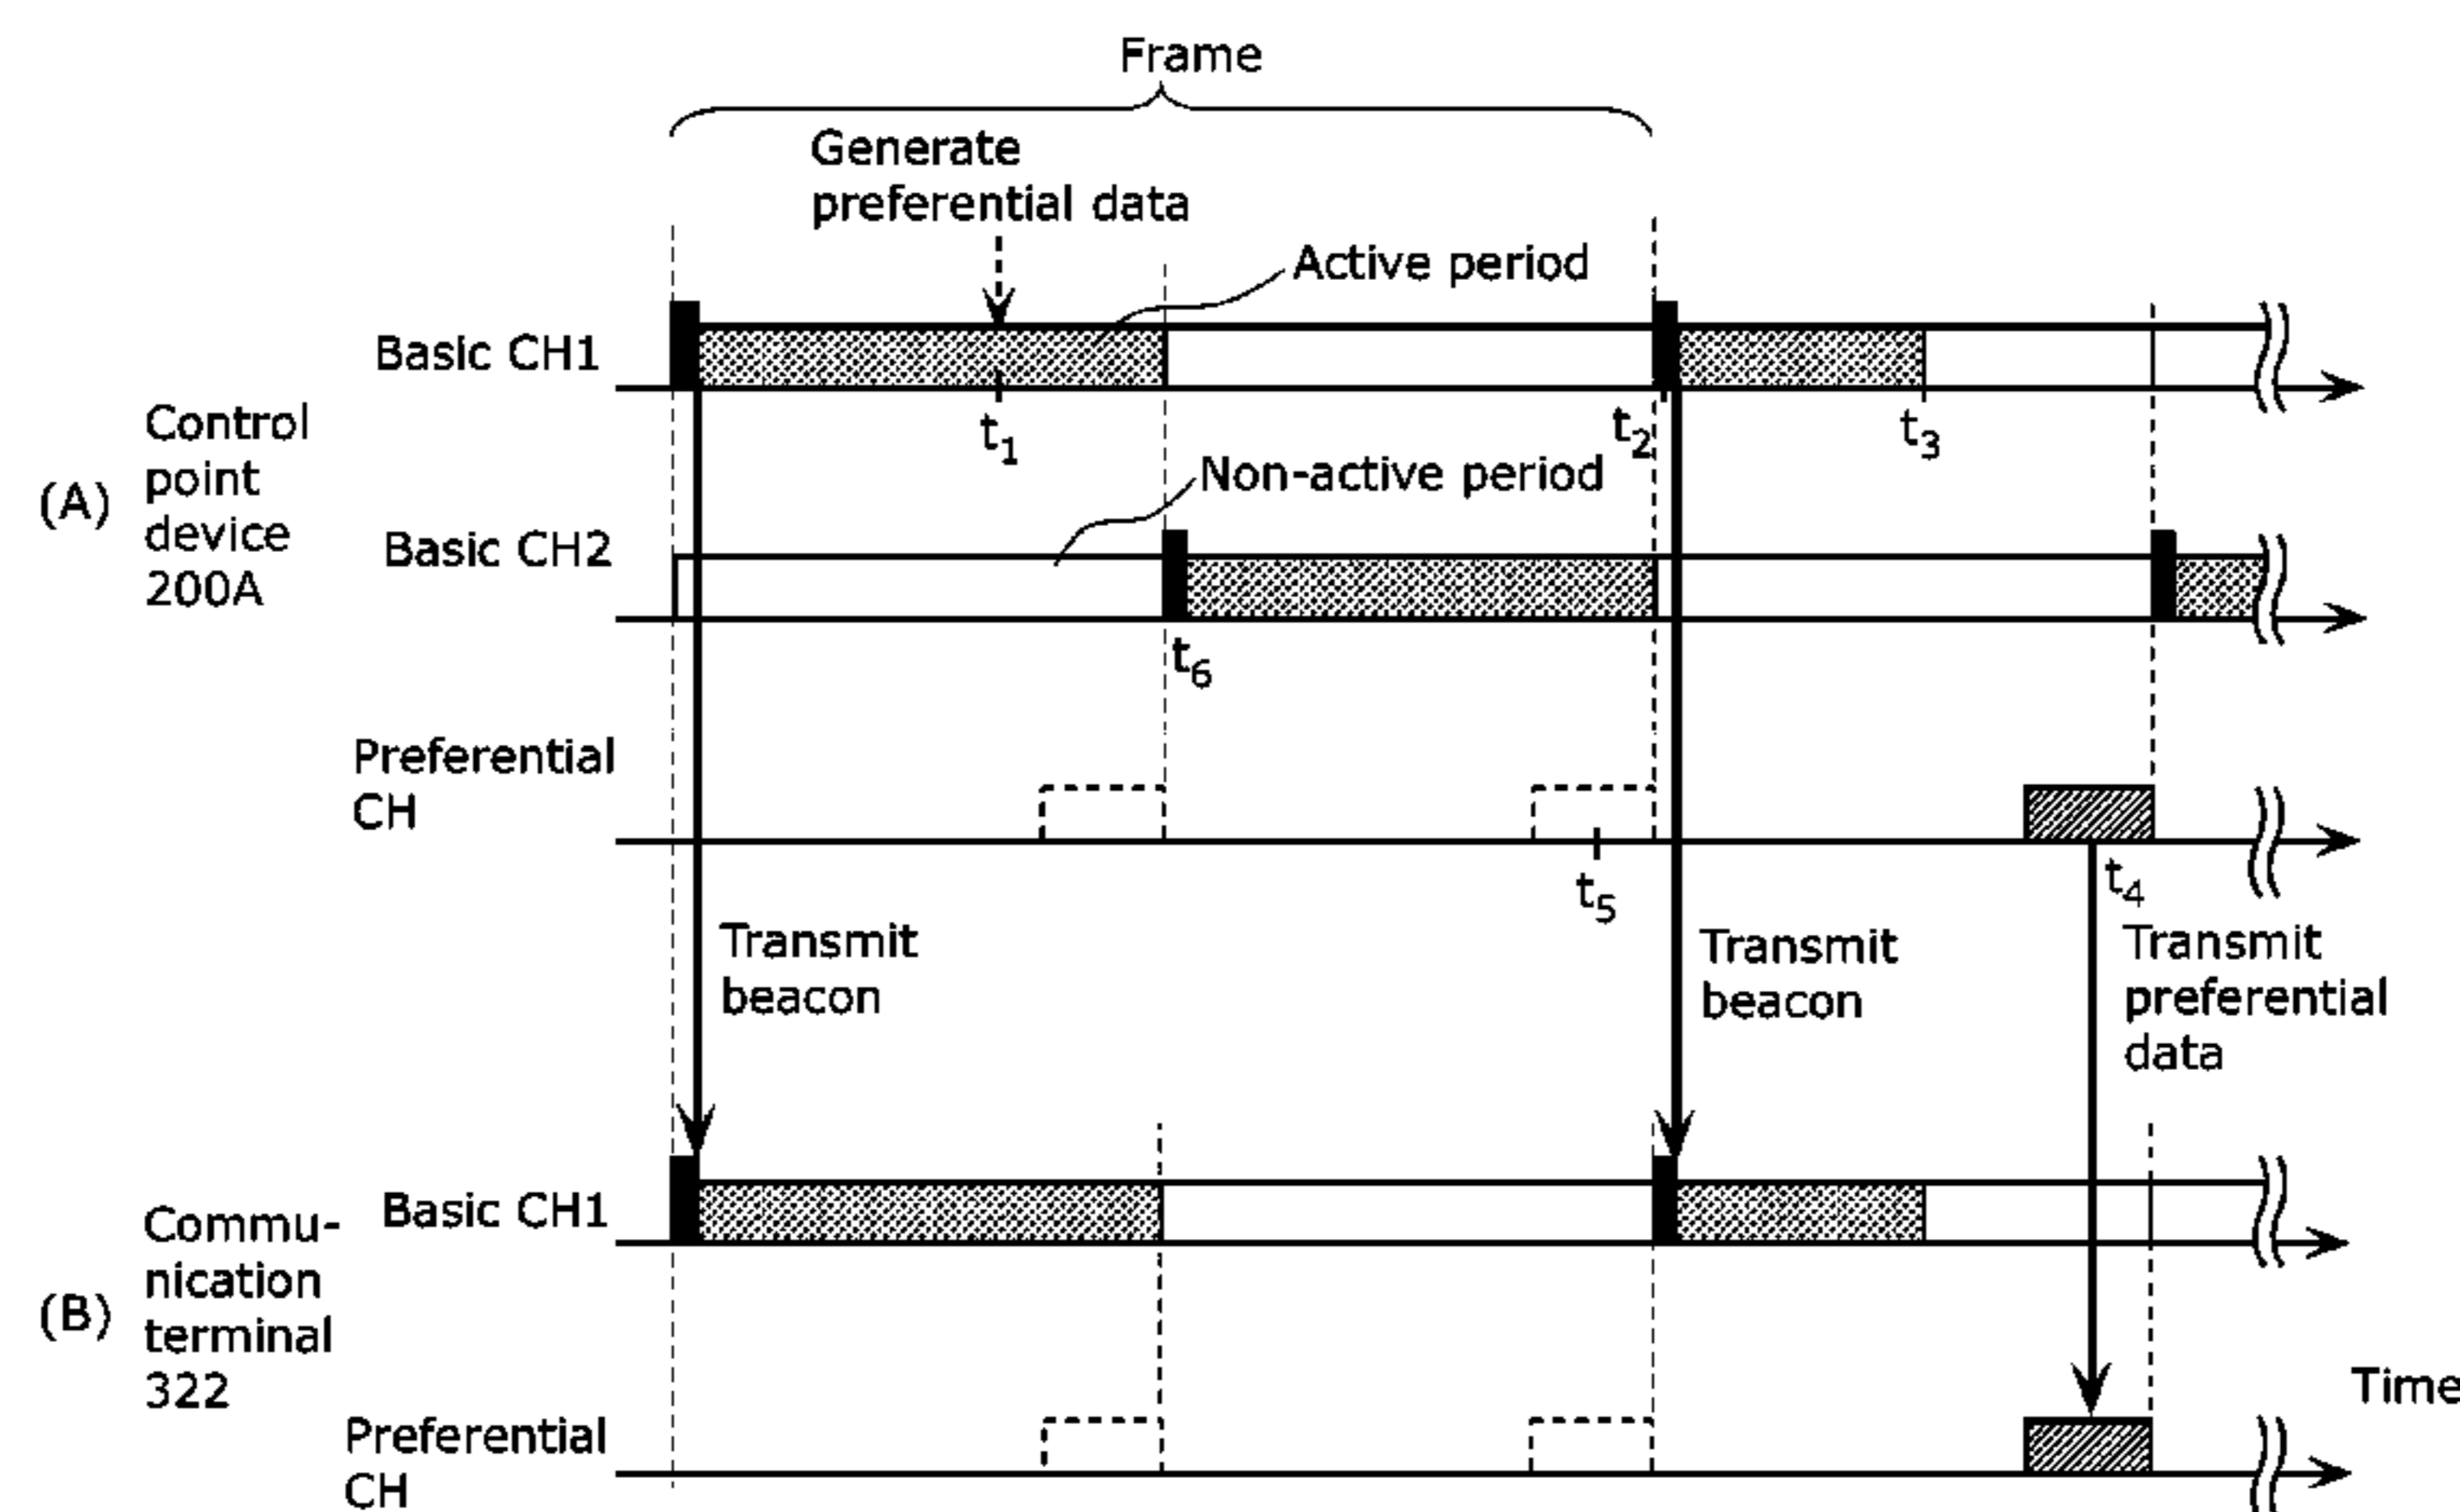 Frame
Generate
preferential data
Active period
Basic CH1
t1
t2
t3
(A)
Control
point
device
200A
Non-active period
Basic CH2
t6
Preferential
CH
t5
t4
Transmit
beacon
Transmit
beacon
Transmit
preferential
data
(B)
Commu-
nication
terminal
322
Basic CH1
Time
Preferential
CH